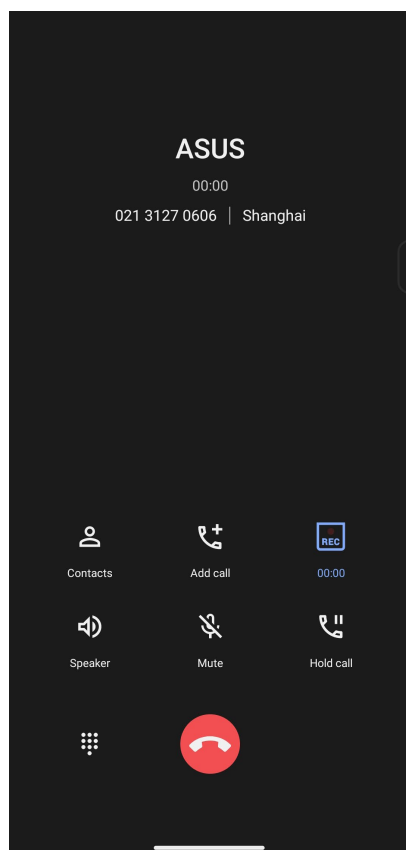 ASUS
00:00
021 3127 0606 | Shanghai
REC
Contacts Add call 00:00
Speaker Mute Hold call